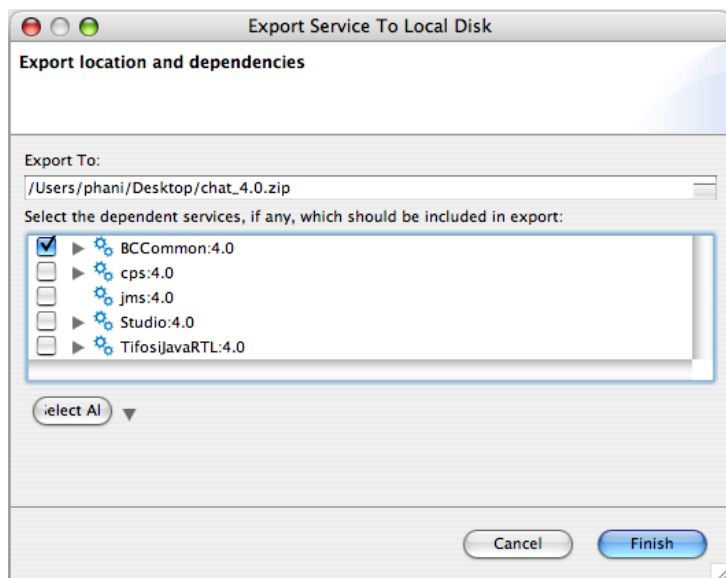 Export Service To Local Disk
Export location and dependencies
Export To:
/Users/phani/Desktop/chat_4.0.zip
Select the dependent services, if any, which should be included in export:
BCCommon:4.0
cps:4.0
jms:4.0
Studio:4.0
TifosiJavaRTL:4.0
elect Al
Cancel Finish